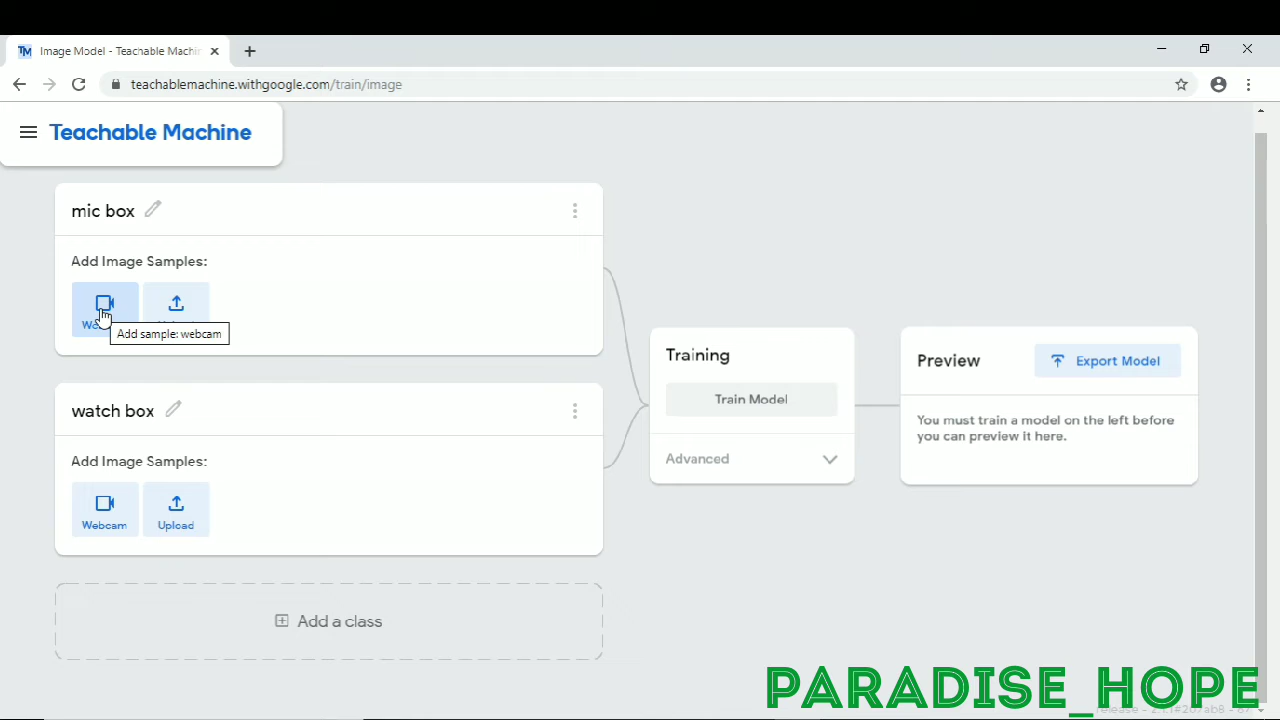 Image Model - Teachable Machin
teachablemachine.withgoogle.com/train/image
Teachable Machine
mic box
Add Image Samples:
Add sample: webcam
watch box
Add Image Samples:
Webcam
Upload
Add a class
Training
Train Model
Advanced
Preview
Export Model
You must train a model on the left before
you can preview it here.
PARADISE_HOPE